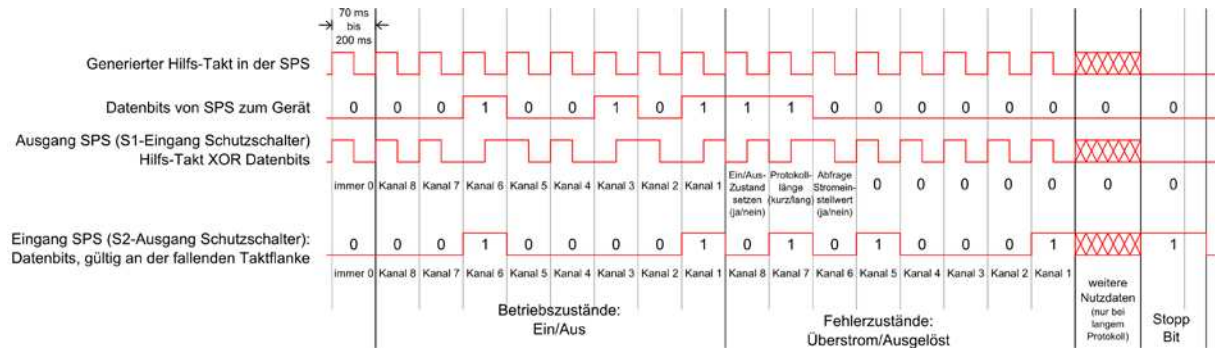 70 ms
bis
200 ms
Generierter Hilfs-Takt in der SPS
Datenbits von SPS zum Gerät
0 0 0 1 0 0 1 0 1 1 1 0 0 0 0 0 0 0 0
Ausgang SPS (S1-Eingang Schutzschalter)
Hilfs-Takt XOR Datenbits
immer 0 Kanal 8 Kanal 7 Kanal 6 Kanal 5 Kanal 4 Kanal 3 Kanal 2 Kanal 1
Ein/Aus-
Zustand
setzen
(ja/nein)
Protokoll-
länge
(kurz/lang)
Abfrage
Stromein-
stellwert
(ja/nein)
0 0 0 0 0 0 0
Eingang SPS (S2-Ausgang Schutzschalter):
Datenbits, gültig an der fallenden Taktflanke
0 0 0 1 0 0 0 0 1 0 1 0 1 0 0 0 1 1
immer 0 Kanal 8 Kanal 7 Kanal 6 Kanal 5 Kanal 4 Kanal 3 Kanal 2 Kanal 1 Kanal 8 Kanal 7 Kanal 6 Kanal 5 Kanal 4 Kanal 3 Kanal 2 Kanal 1
Betriebszustände:
Ein/Aus
Fehlerzustände:
Überstrom/Ausgelöst
weitere
Nutzdaten
(nur bei
langem
Protokoll)
Stopp
Bit